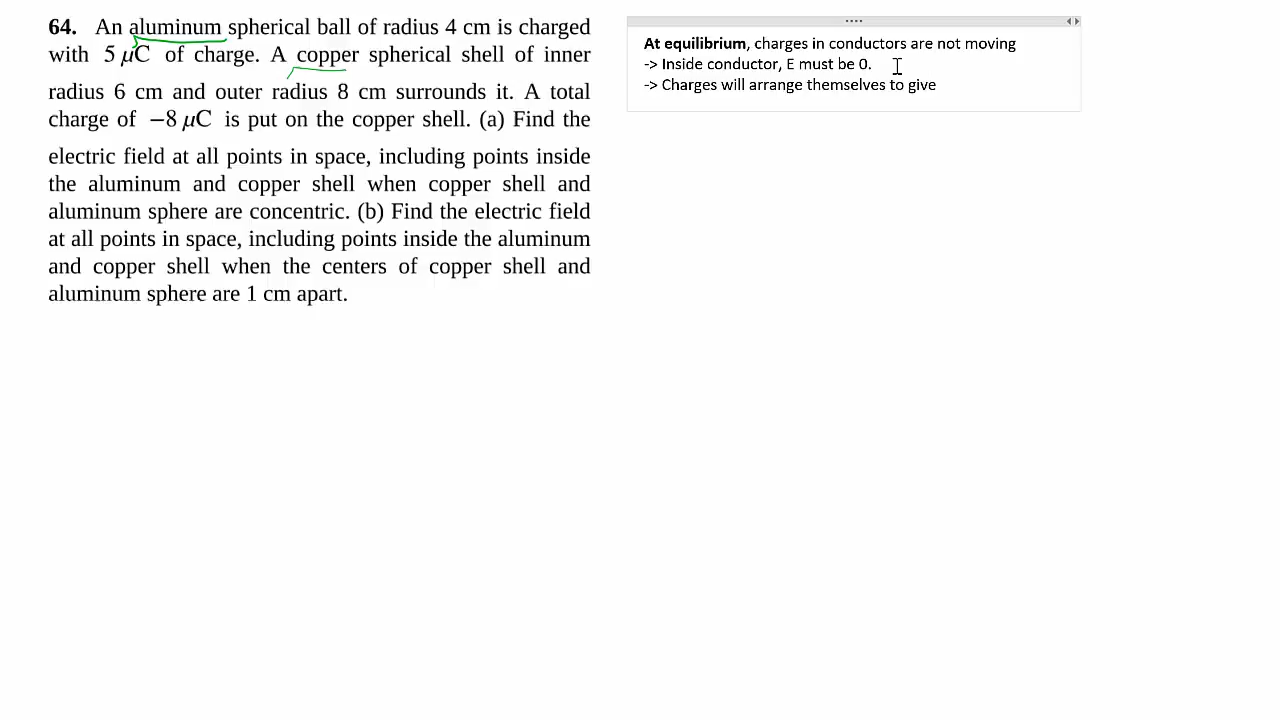 64. An aluminum spherical ball of radius 4 cm is charged
with 5 μC of charge. A copper spherical shell of inner
radius 6 cm and outer radius 8 cm surrounds it. A total
charge of −8 μC is put on the copper shell. (a) Find the
electric field at all points in space, including points inside
the aluminum and copper shell when copper shell and
aluminum sphere are concentric. (b) Find the electric field
at all points in space, including points inside the aluminum
and copper shell when the centers of copper shell and
aluminum sphere are 1 cm apart.
At equilibrium, charges in conductors are not moving
-> Inside conductor, E must be 0.
-> Charges will arrange themselves to give